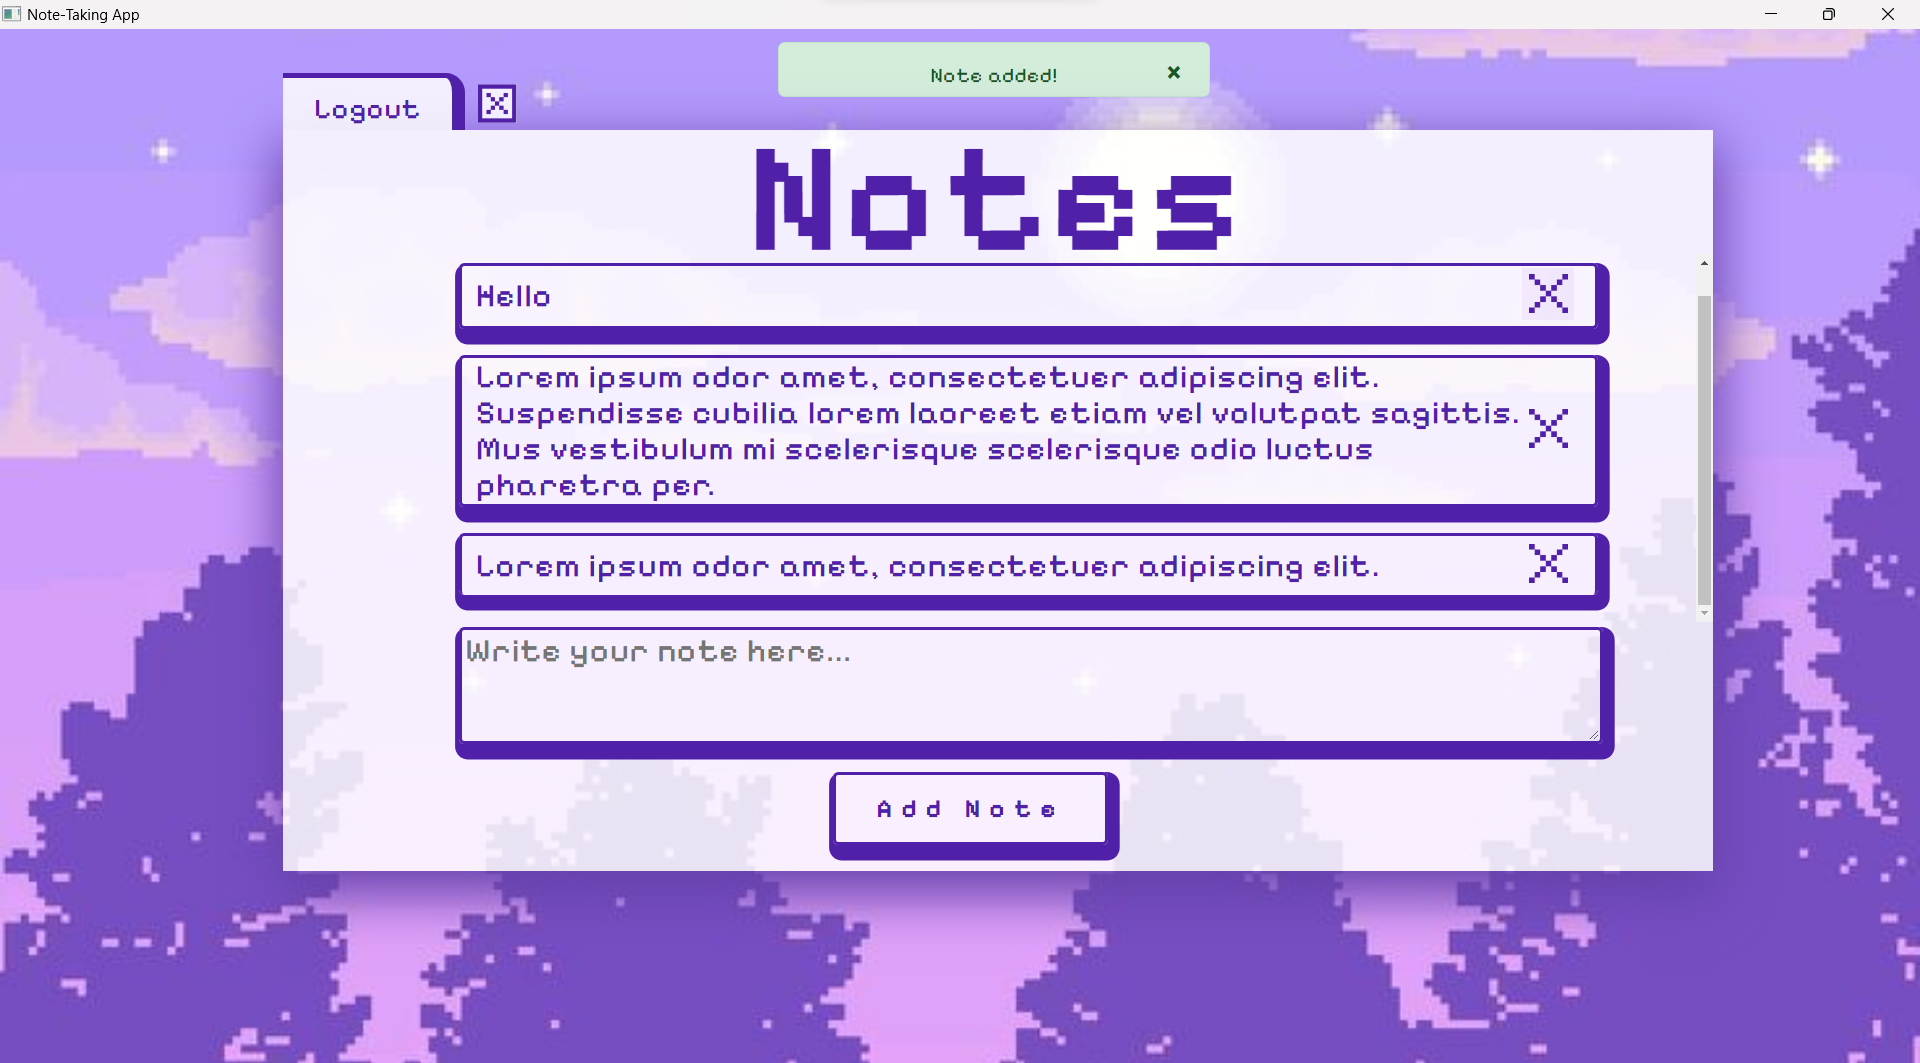 Note-Taking App
Note added!
Logout
Notes
Hello
Lorem ipsum odor amet, consectetuer adipiscing elit.
Suspendisse cubilia lorem laoreet etiam vel volutpat sagittis.
Mus vestibulum mi scelerisque scelerisque odio luctus
pharetra per.
Lorem ipsum odor amet, consectetuer adipiscing elit.
Write your note here...
Add Note